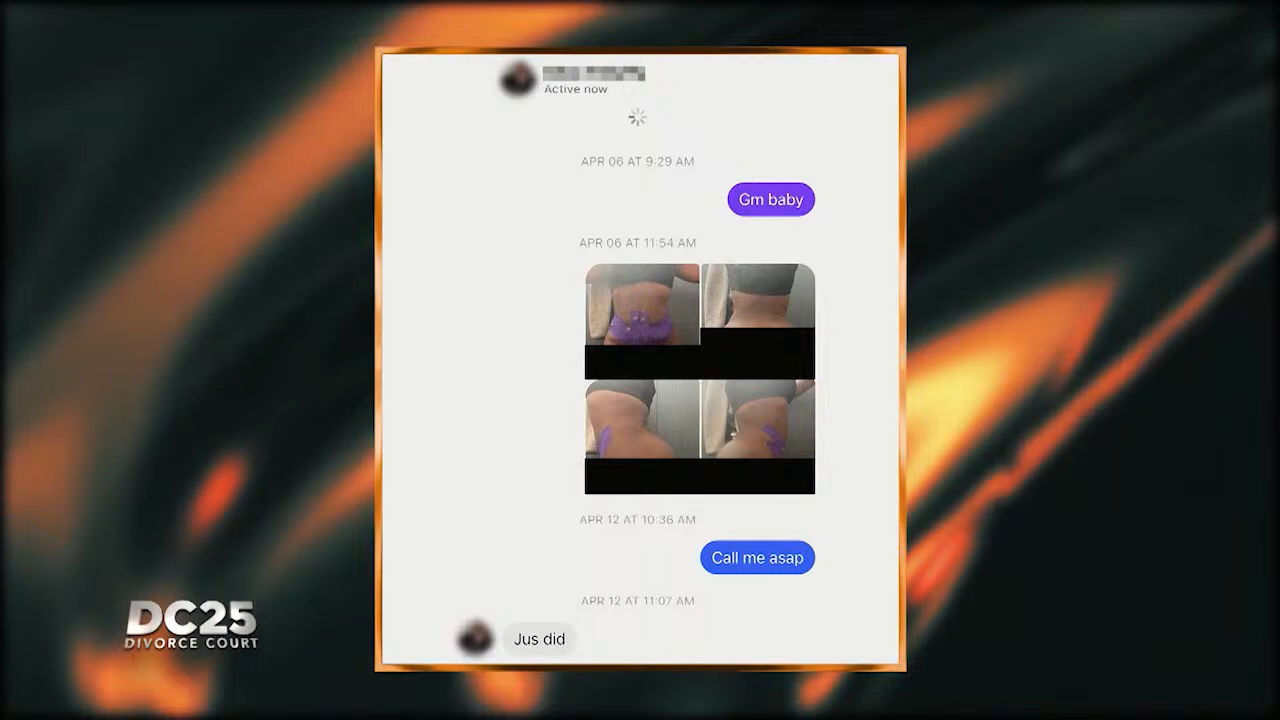 Active now
APR 06 AT 9:29 AM
Gm baby
APR 06 AT 11:54 AM
APR 12 AT 10:36 AM
Call me asap
APR 12 AT 11:07 AM
Jus did
DC25
DIVORCE COURT